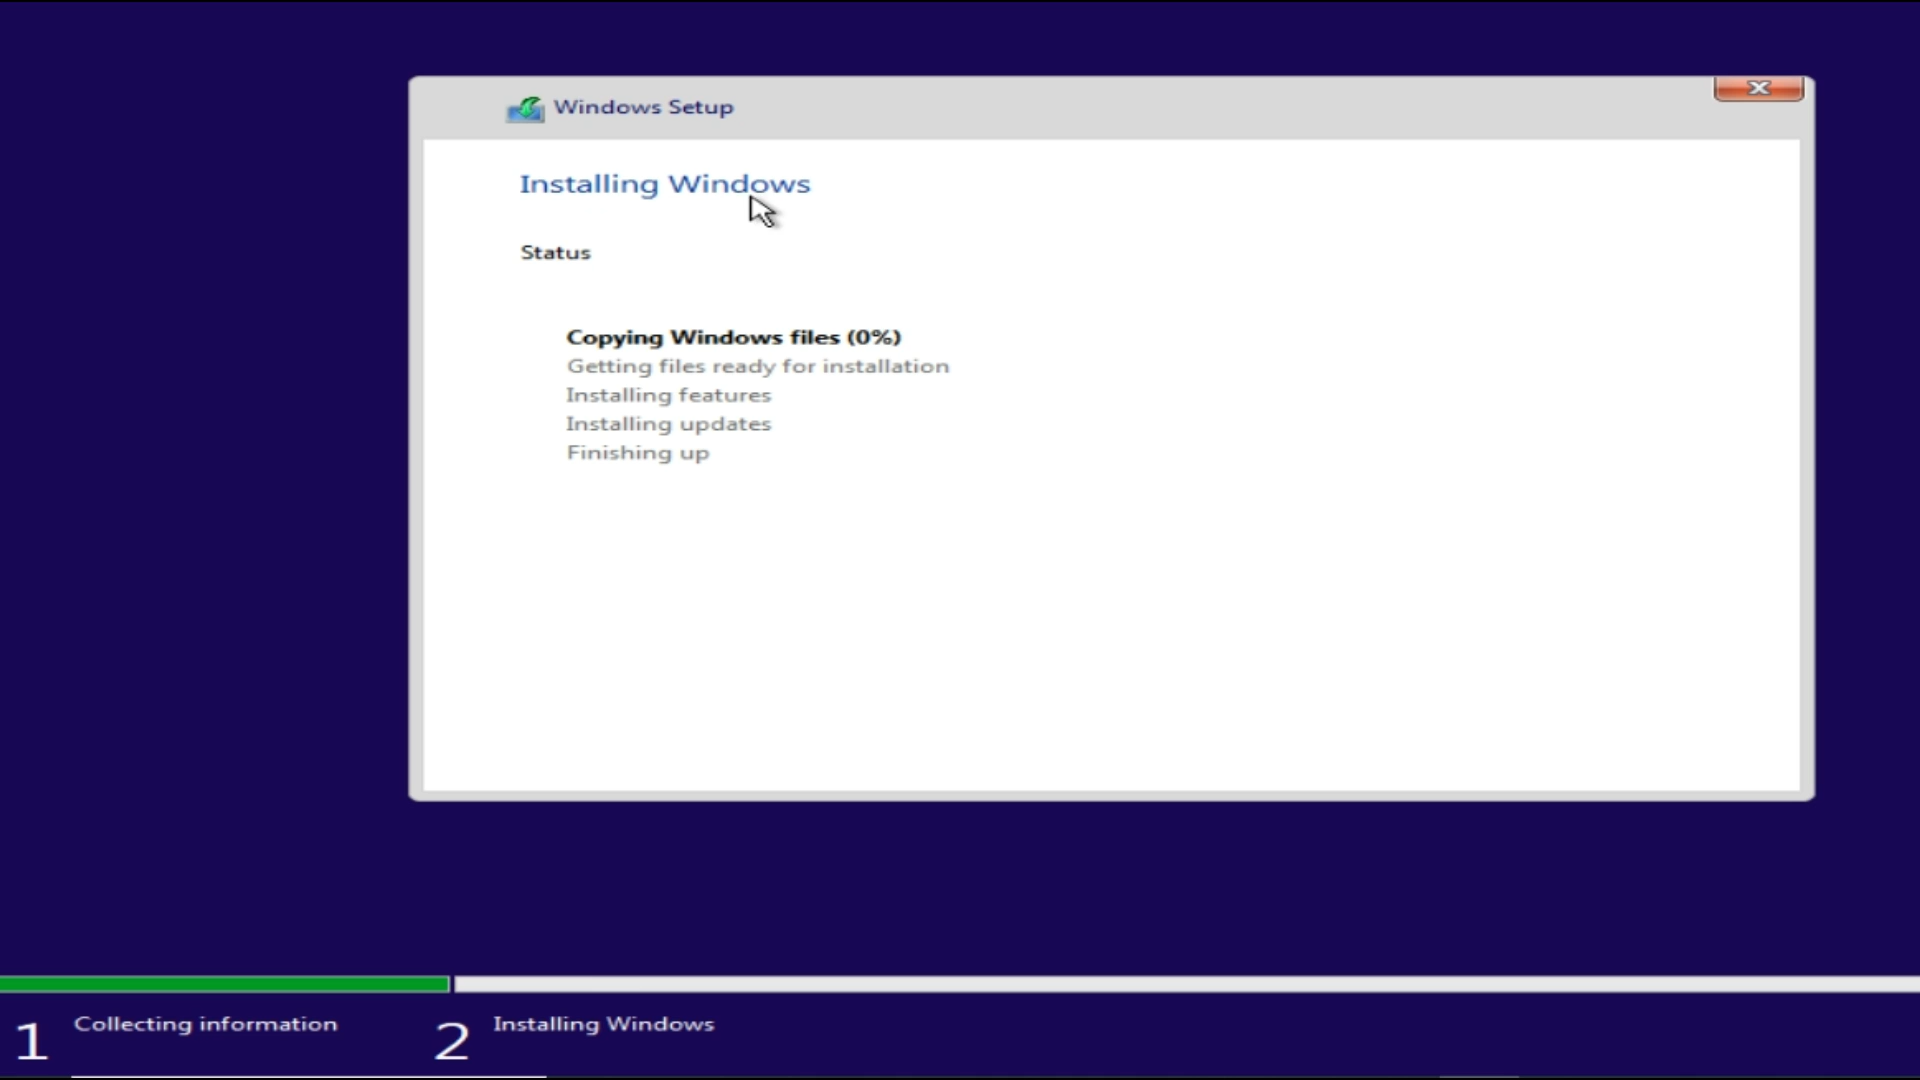 Windows Setup
Installing Windows
Status
Copying Windows files (0%)
Getting files ready for installation
Installing features
Installing updates
Finishing up
1 Collecting information 2 Installing Windows